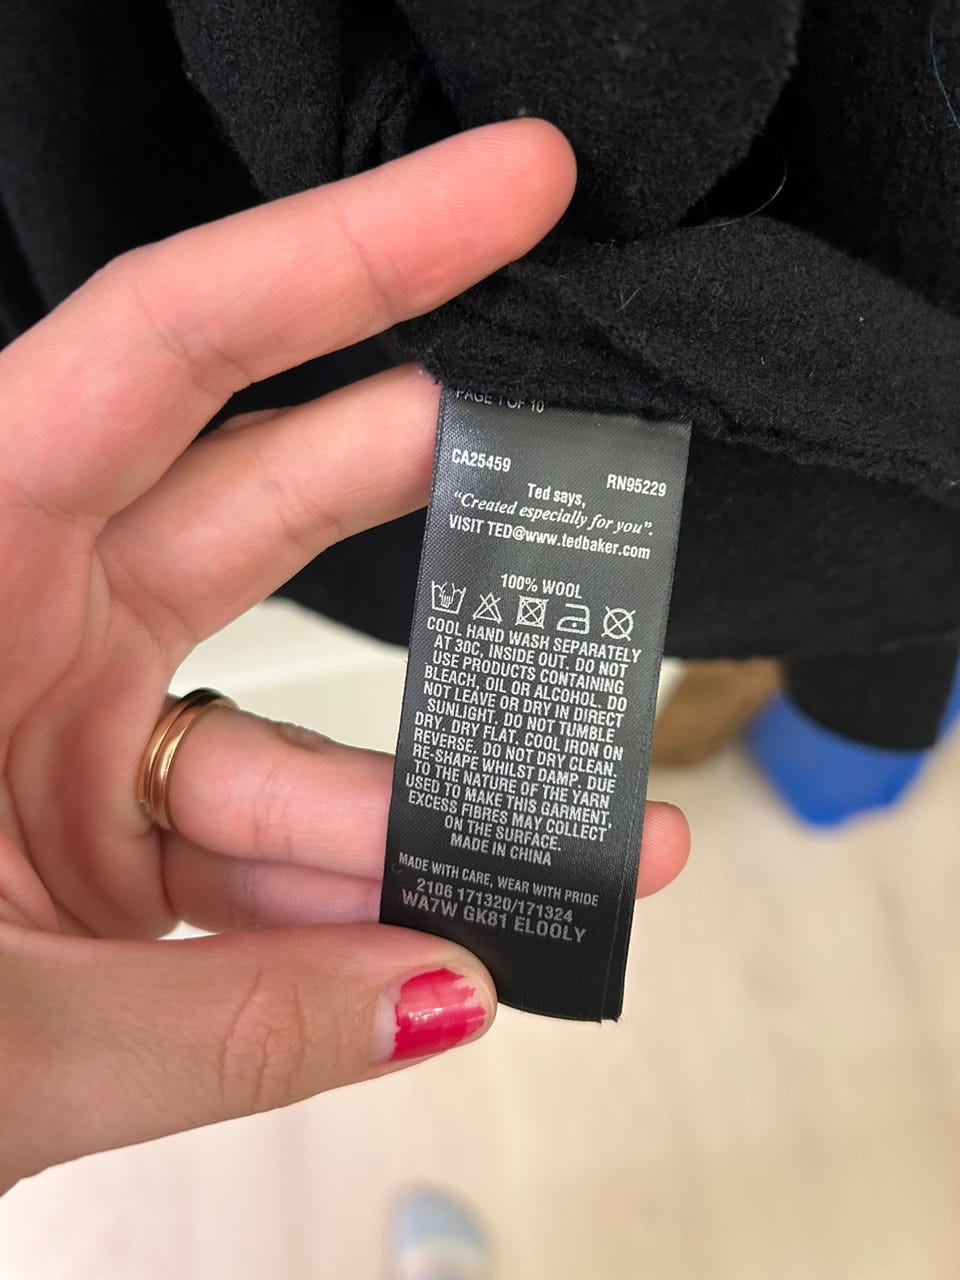 PAGE 1 OF 10
CA25459
RN95229
Ted says,
"Created especially for you".
VISIT TED@www.tedbaker.com
100% WOOL
COOL HAND WASH SEPARATELY
AT 30C, INSIDE OUT. DO NOT
USE PRODUCTS CONTAINING
BLEACH, OIL OR ALCOHOL. DO
NOT LEAVE OR DRY IN DIRECT
SUNLIGHT. DO NOT TUMBLE
DRY. DRY FLAT. COOL IRON ON
REVERSE. DO NOT DRY CLEAN.
RE-SHAPE WHILST DAMP. DUE
TO THE NATURE OF THE YARN
USED TO MAKE THIS GARMENT,
EXCESS FIBRES MAY COLLECT
ON THE SURFACE.
MADE IN CHINA
MADE WITH CARE, WEAR WITH PRIDE
2106 171320/171324
WA7W GK81 ELOOLY